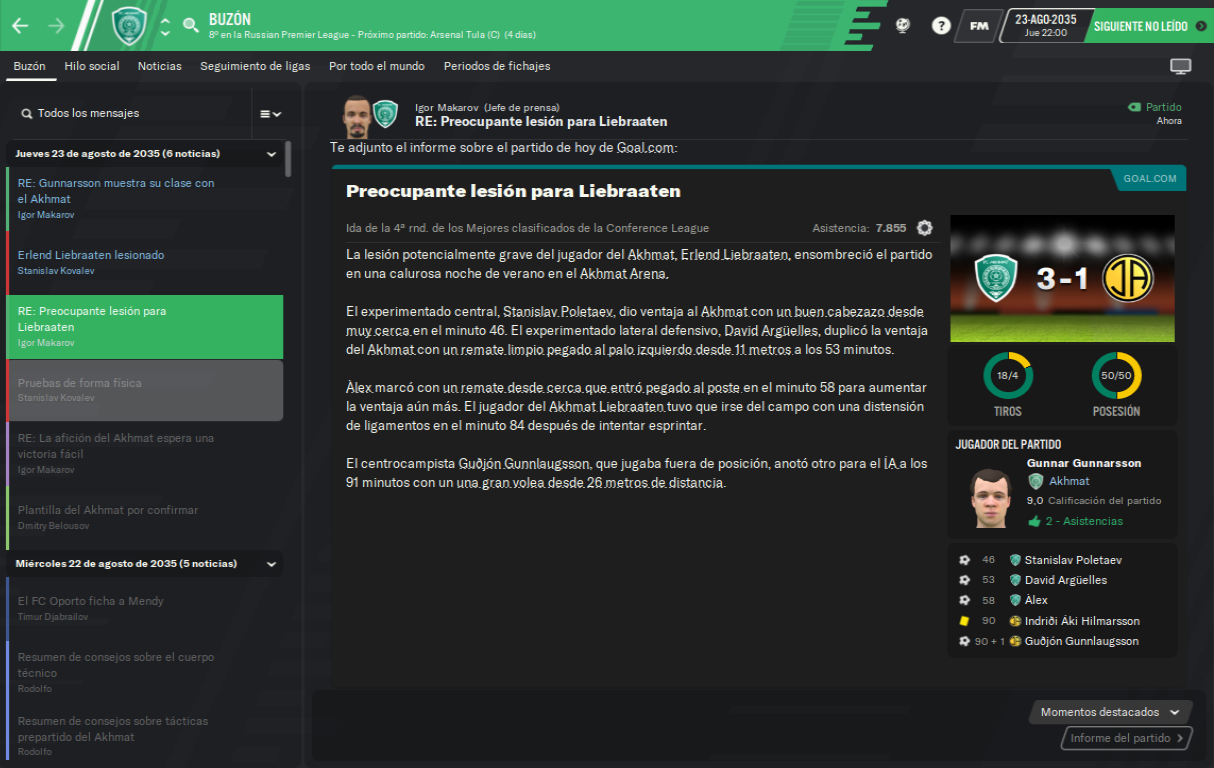 BUZÓN
8º en la Russian Premier League - Próximo partido: Arsenal Tula (C) (4 días)
?
FM
23-AGO-2035
Jue 22:00
SIGUIENTE NO LEÍDO
Buzón
Hilo social
Noticias
Seguimiento de ligas
Por todo el mundo
Periodos de fichajes
Todos los mensajes
Jueves 23 de agosto de 2035 (6 noticias)
RE: Gunnarsson muestra su clase con
el Akhmat
Igor Makarov
Erlend Liebraaten lesionado
Stanislav Kovalev
RE: Preocupante lesión para
Liebraaten
Igor Makarov
Pruebas de forma física
Stanislav Kovalev
RE: La afición del Akhmat espera una
victoria fácil
Igor Makarov
Plantilla del Akhmat por confirmar
Dmitry Belousov
Miércoles 22 de agosto de 2035 (5 noticias)
El FC Oporto ficha a Mendy
Timur Djabrailov
Resumen de consejos sobre el cuerpo
técnico
Rodolfo
Resumen de consejos sobre tácticas
prepartido del Akhmat
Rodolfo
Igor Makarov (Jefe de prensa)
RE: Preocupante lesión para Liebraaten
Partido
Ahora
Te adjunto el informe sobre el partido de hoy de Goal.com:
GOAL.COM
Preocupante lesión para Liebraaten
Ida de la 4ª rnd. de los Mejores clasificados de la Conference League
Asistencia: 7.855
La lesión potencialmente grave del jugador del Akhmat, Erlend Liebraaten, ensombreció el partido
en una calurosa noche de verano en el Akhmat Arena.
El experimentado central, Stanislav Poletaev, dio ventaja al Akhmat con un buen cabezazo desde
muy cerca en el minuto 46. El experimentado lateral defensivo, David Argüelles, duplicó la ventaja
del Akhmat con un remate limpio pegado al palo izquierdo desde 11 metros a los 53 minutos.
Àlex marcó con un remate desde cerca que entró pegado al poste en el minuto 58 para aumentar
la ventaja aún más. El jugador del Akhmat Liebraaten tuvo que irse del campo con una distensión
de ligamentos en el minuto 84 después de intentar esprintar.
El centrocampista Guðjón Gunnlaugsson, que jugaba fuera de posición, anotó otro para el ÍA a los
91 minutos con un una gran volea desde 26 metros de distancia.
3-1
18/4
TIROS
50/50
POSESIÓN
JUGADOR DEL PARTIDO
Gunnar Gunnarsson
Akhmat
9,0 Calificación del partido
2 - Asistencias
46 Stanislav Poletaev
53 David Argüelles
58 Àlex
90 Indriði Áki Hilmarsson
90 + 1 Guðjón Gunnlaugsson
Momentos destacados
Informe del partido